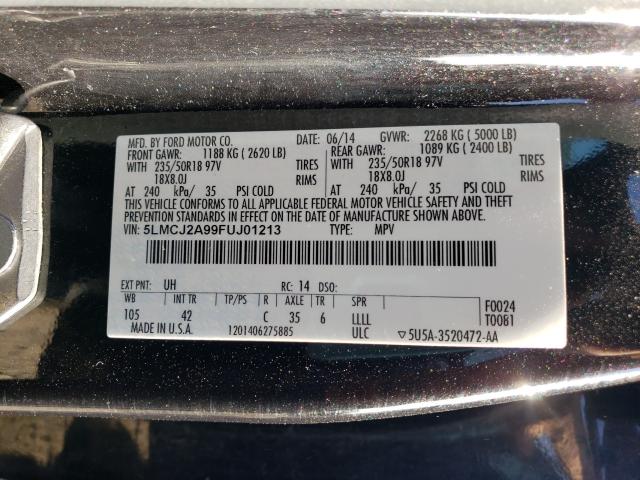 MFD. BY FORD MOTOR CO. DATE: 06/14 GVWR: 2268 KG ( 5000 LB)
FRONT GAWR: 1188 KG ( 2620 LB) REAR GAWR: 1089 KG ( 2400 LB)
WITH 235/50R18 97V TIRES WITH 235/50R18 97V TIRES
18X8.0J RIMS 18X8.0J RIMS
AT 240 kPa/ 35 PSI COLD AT 240 kPa/ 35 PSI COLD
THIS VEHICLE CONFORMS TO ALL APPLICABLE FEDERAL MOTOR VEHICLE SAFETY AND THEFT
PREVENTION STANDARDS IN EFFECT ON THE DATE OF MANUFACTURE SHOWN ABOVE.
VIN: 5LMCJ2A99FUJ01213 TYPE: MPV
EXT PNT: UH RC: 14 DSO:
WB INT TR TP/PS R AXLE TR SPR
105 42 C 35 6 LLLL
F0024
T0081
MADE IN U.S.A. 1201406275885 ULC ▽5U5A-3520472-AA